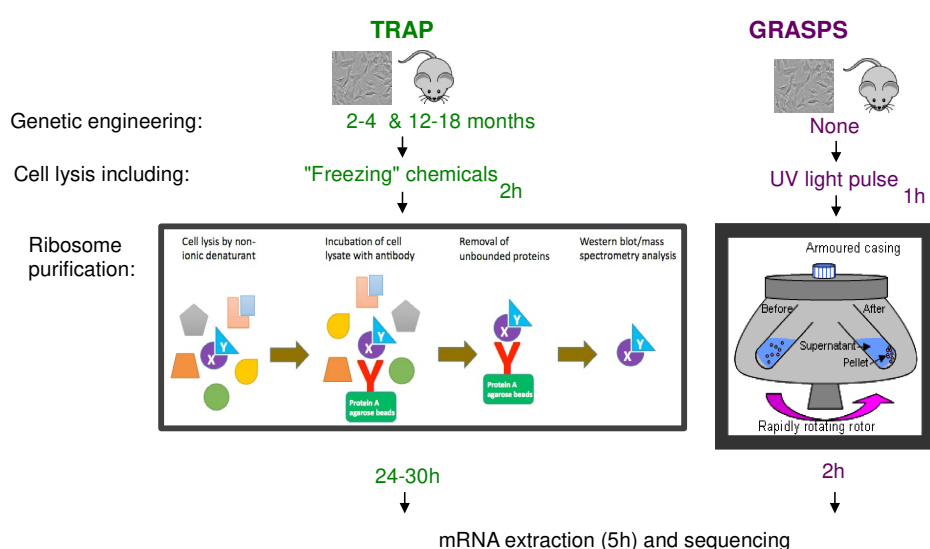 TRAP
GRASPS
Genetic engineering:
2-4 & 12-18 months
None
Cell lysis including:
"Freezing" chemicals
2h
UV light pulse
1h
Ribosome
purification:
Cell lysis by non-
ionic denaturant
Incubation of cell
lysate with antibody
Removal of
unbounded proteins
Western blot/mass
spectrometry analysis
X
Y
X
Y
Protein A
agarose beads
X
Y
Protein A
agarose beads
X
Y
Armoured casing
Before
After
Supernatant
Pellet
Rapidly rotating rotor
24-30h
2h
mRNA extraction (5h) and sequencing